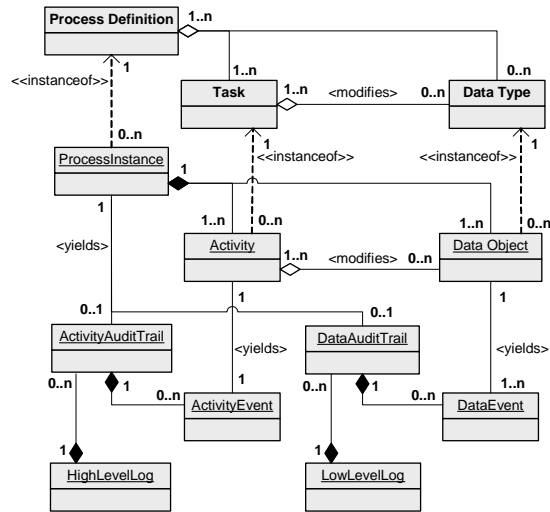 Process Definition
1..n
1
<<instanceof>>
1..n
0..n
Task
1..n
<modifies>
0..n
Data Type
0..n
1
<<instanceof>>
1
<<instanceof>>
ProcessInstance
1
1
1..n
0..n
1..n
0..n
<yields>
Activity
1..n
<modifies>
0..n
Data Object
1
1
0..1
0..1
ActivityAuditTrail
DataAuditTrail
<yields>
<yields>
0..n
1
0..n
1
1..n
0..n
1
0..n
ActivityEvent
DataEvent
1
1
HighLevelLog
LowLevelLog